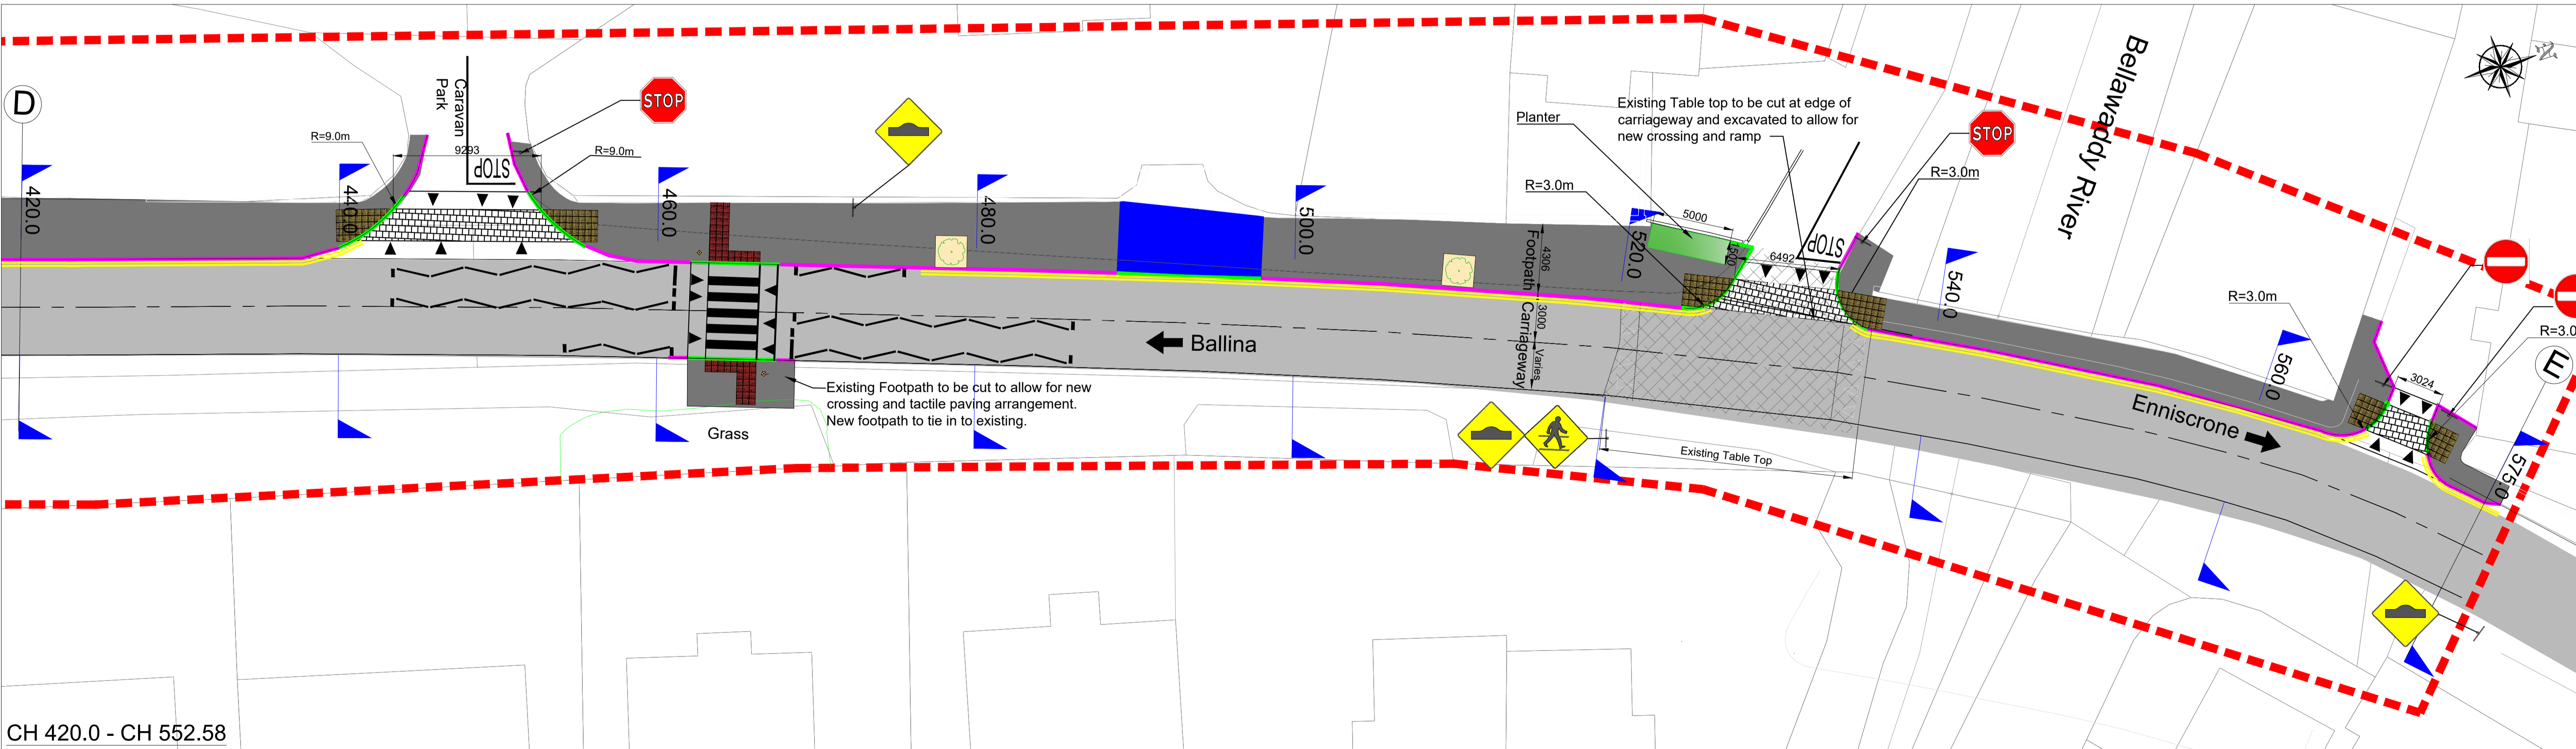 D
420.0
R=9.0m
440.0
Caravan
Park
9293
STOP
STOP
R=9.0m
460.0
480.0
500.0
Existing Footpath to be cut to allow for new
crossing and tactile paving arrangement.
New footpath to tie in to existing.
Grass
Ballina
Planter
Existing Table top to be cut at edge of
carriageway and excavated to allow for
new crossing and ramp
R=3.0m
4306
Footpath
3000
Carriageway
Varies
520.0
5000
1500
6492
STOP
STOP
R=3.0m
Existing Table Top
540.0
Bellawaddy River
Enniscrone
560.0
R=3.0m
3024
R=3.0
E
575.0
CH 420.0 - CH 552.58